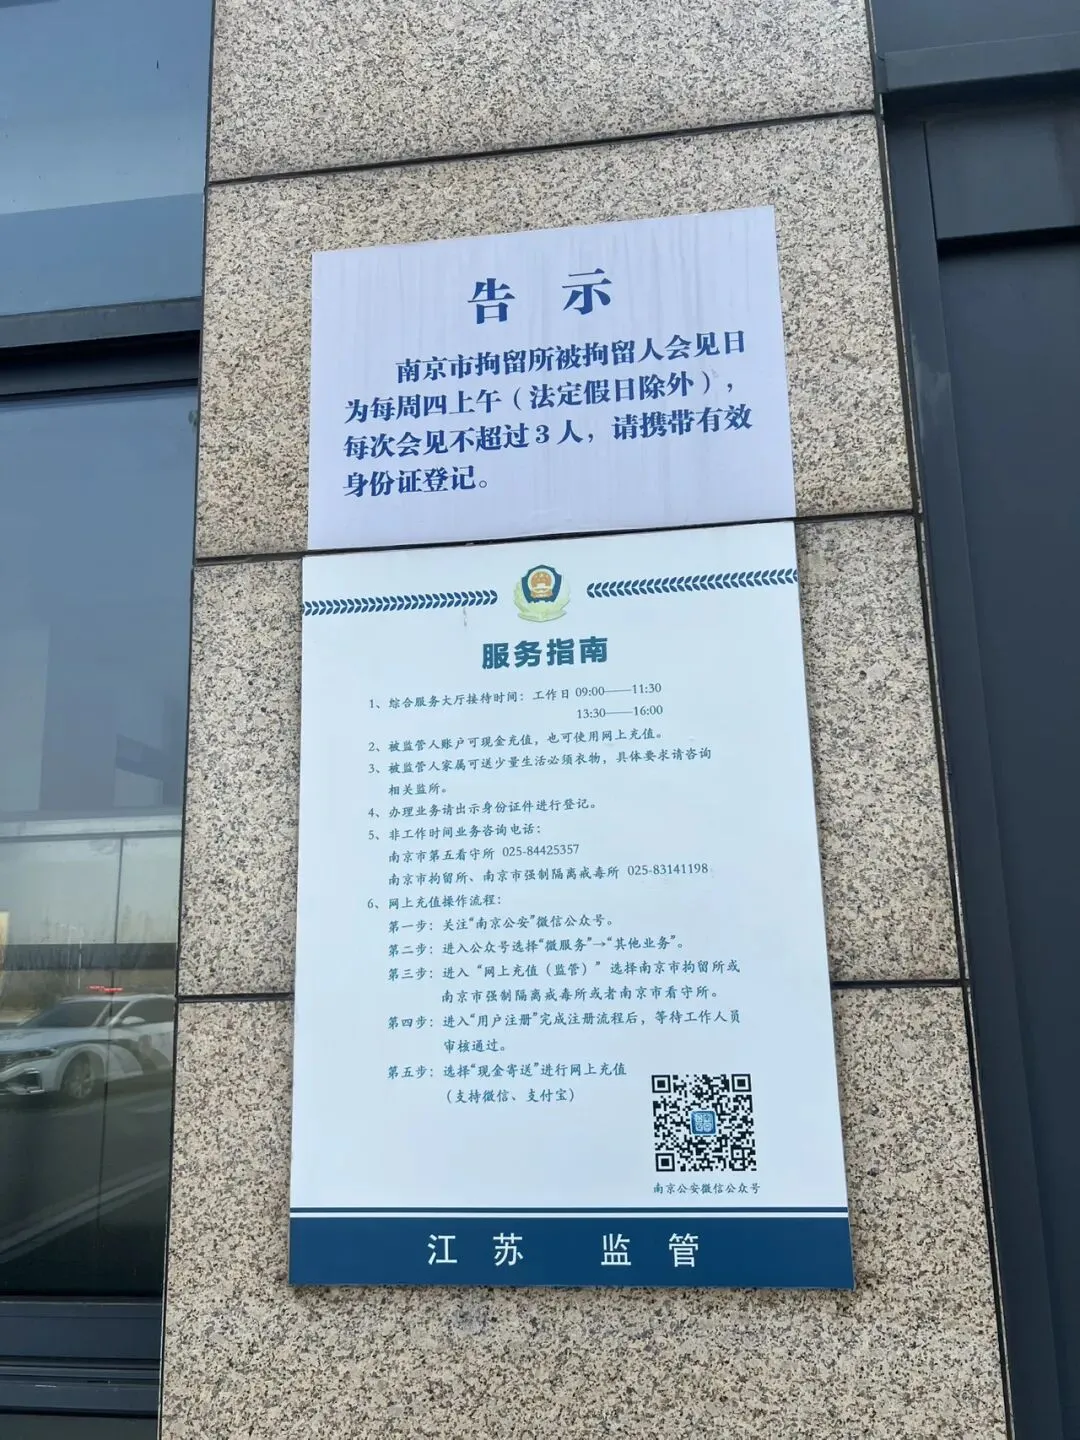 告 示
南京市拘留所被拘留人会见日
为每周四上午（法定假日除外），
每次会见不超过3人，请携带有效
身份证登记。
服务指南
1、综合服务大厅接待时间：工作日 09:00——11:30
13:30——16:00
2、被监管人账户可现金充值，也可使用网上充值。
3、被监管人家属可送少量生活必须衣物，具体要求请咨询
相关监所。
4、办理业务请出示身份证件进行登记。
5、非工作时间业务咨询电话：
南京市第五看守所 025-84425357
南京市拘留所、南京市强制隔离戒毒所 025-83141198
6、网上充值操作流程：
第一步：关注“南京公安”微信公众号。
第二步：进入公众号选择“微服务”→“其他业务”。
第三步：进入“网上充值（监管）”选择南京市拘留所或
南京市强制隔离戒毒所或者南京市看守所。
第四步：进入“用户注册”完成注册流程后，等待工作人员
审核通过。
第五步：选择“现金寄送”进行网上充值
（支持微信、支付宝）
南京公安微信公众号
江苏 监管